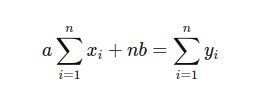 a \sum_{i=1}^{n} x_i + nb = \sum_{i=1}^{n} y_i